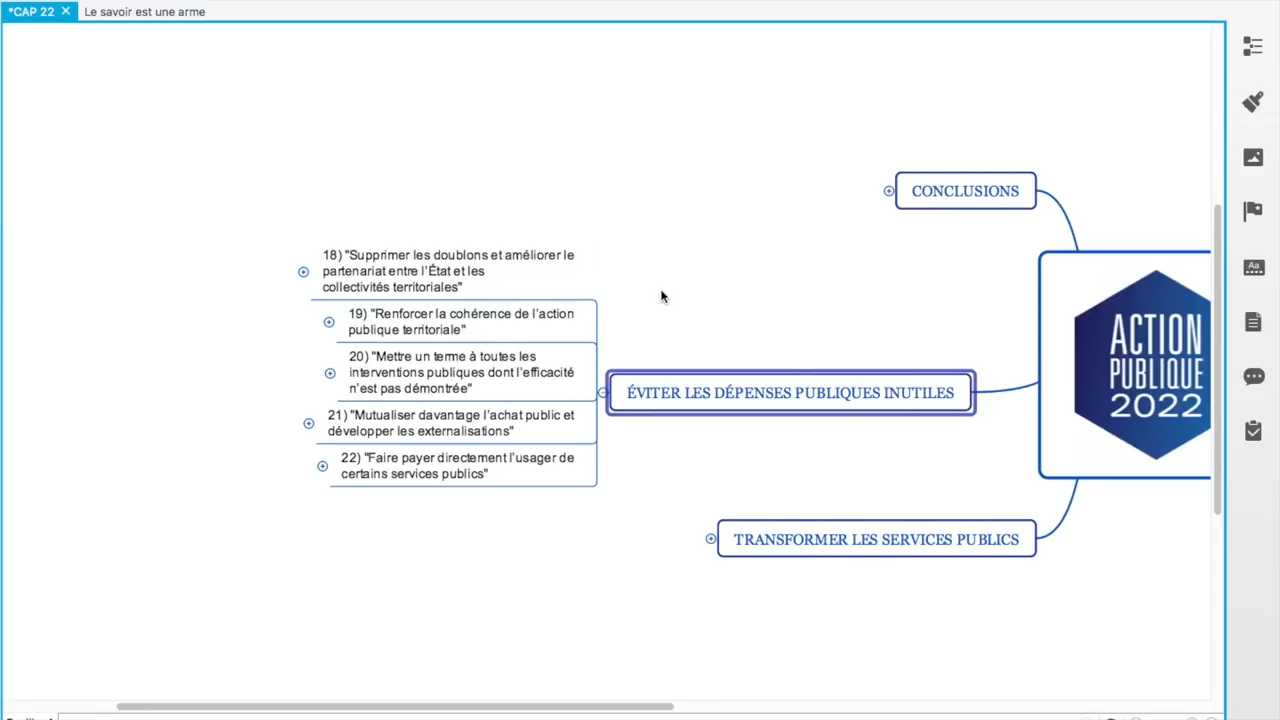 *CAP 22
Le savoir est une arme
CONCLUSIONS
18) "Supprimer les doublons et améliorer le
partenariat entre l'État et les
collectivités territoriales"
19) "Renforcer la cohérence de l'action
publique territoriale"
20) "Mettre un terme à toutes les
interventions publiques dont l'efficacité
n'est pas démontrée"
21) "Mutualiser davantage l'achat public et
développer les externalisations"
22) "Faire payer directement l'usager de
certains services publics"
ÉVITER LES DÉPENSES PUBLIQUES INUTILES
ACTION
PUBLIQUE
2022
TRANSFORMER LES SERVICES PUBLICS
Aa